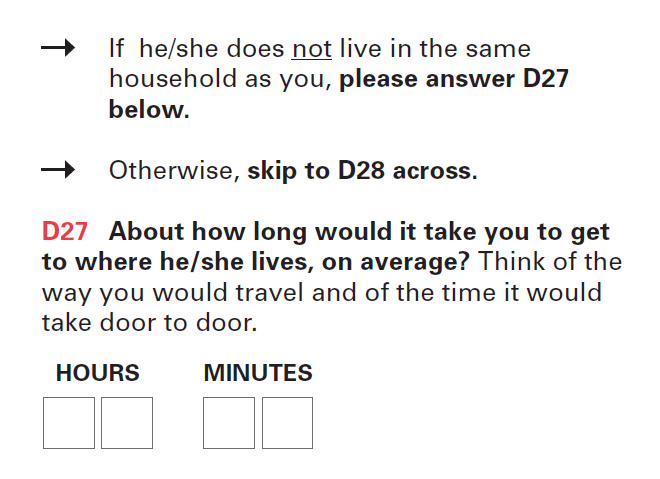 → If he/she does not live in the same
household as you, please answer D27
below.
→ Otherwise, skip to D28 across.
D27 About how long would it take you to get
to where he/she lives, on average? Think of the
way you would travel and of the time it would
take door to door.
HOURS MINUTES